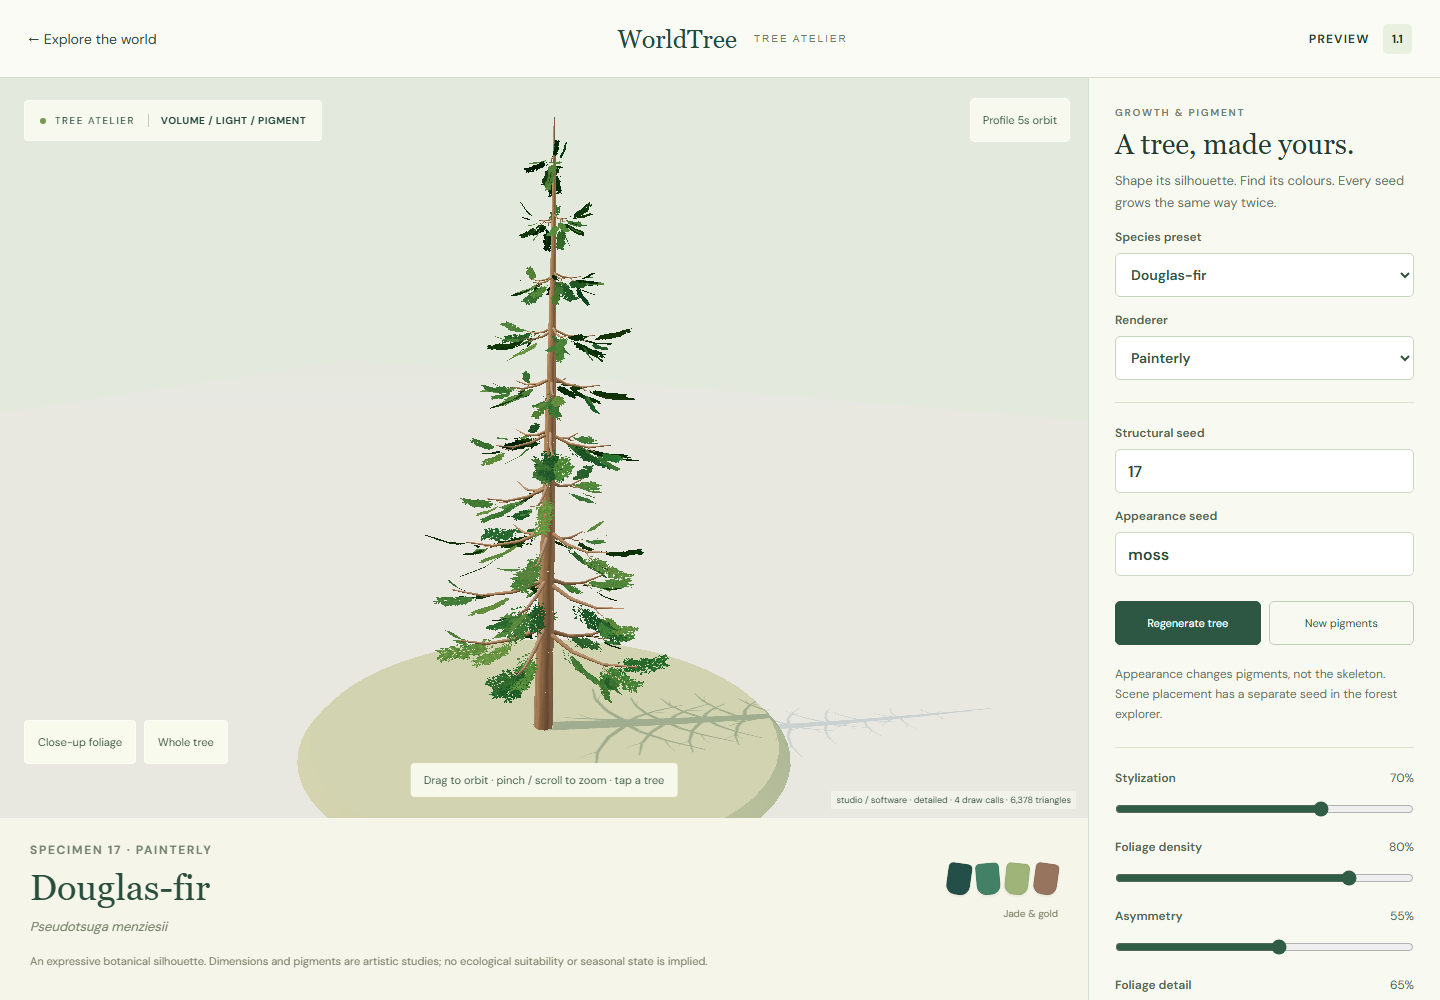 ← Explore the world
WorldTree
TREE ATELIER
PREVIEW
1.1
TREE ATELIER
VOLUME / LIGHT / PIGMENT
Profile 5s orbit
Close-up foliage
Whole tree
Drag to orbit · pinch / scroll to zoom · tap a tree
studio / software · detailed · 4 draw calls · 6,378 triangles
SPECIMEN 17 · PAINTERLY
Douglas-fir
Pseudotsuga menziesii
An expressive botanical silhouette. Dimensions and pigments are artistic studies; no ecological suitability or seasonal state is implied.
Jade & gold
GROWTH & PIGMENT
A tree, made yours.
Shape its silhouette. Find its colours. Every seed
grows the same way twice.
Species preset
Douglas-fir
Renderer
Painterly
Structural seed
17
Appearance seed
moss
Regenerate tree
New pigments
Appearance changes pigments, not the skeleton.
Scene placement has a separate seed in the forest
explorer.
Stylization 70%
Foliage density 80%
Asymmetry 55%
Foliage detail 65%